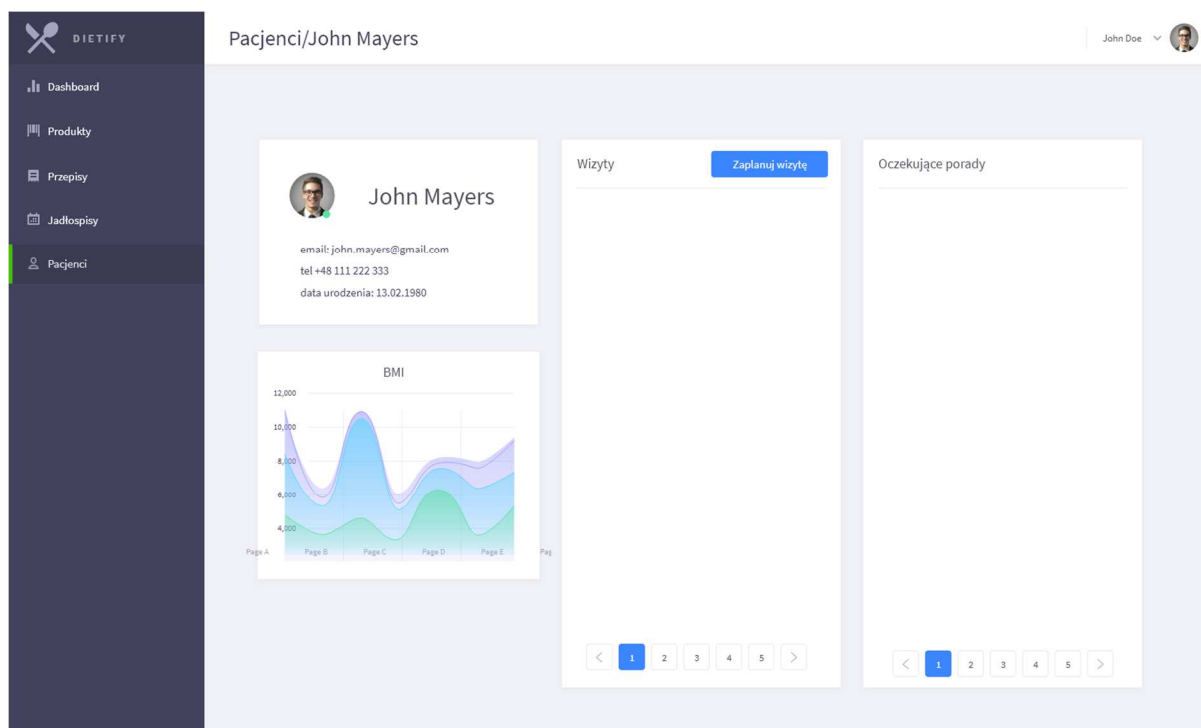 DIETIFY
Pacjenci/John Mayers
John Doe
Dashboard
Produkty
Przepisy
Jadłospisy
Pacjenci
John Mayers
email: john.mayers@gmail.com
tel +48 111 222 333
data urodzenia: 13.02.1980
BMI
12,000
10,000
8,000
6,000
4,000
Page A Page B Page C Page D Page E Pag
Wizyty
Zaplanuj wizytę
1 2 3 4 5
Oczekujące porady
1 2 3 4 5